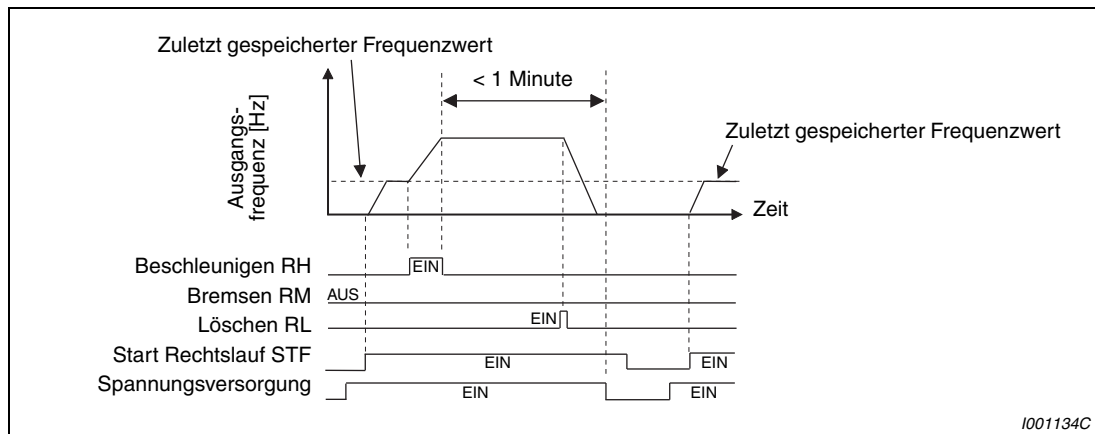 Zuletzt gespeicherter Frequenzwert
< 1 Minute
Ausgangs-
frequenz [Hz]
Zuletzt gespeicherter Frequenzwert
Zeit
Beschleunigen RH
EIN
Bremsen RM
AUS
Löschen RL
EIN
Start Rechtslauf STF
EIN
EIN
Spannungsversorgung
EIN
EIN
I001134C